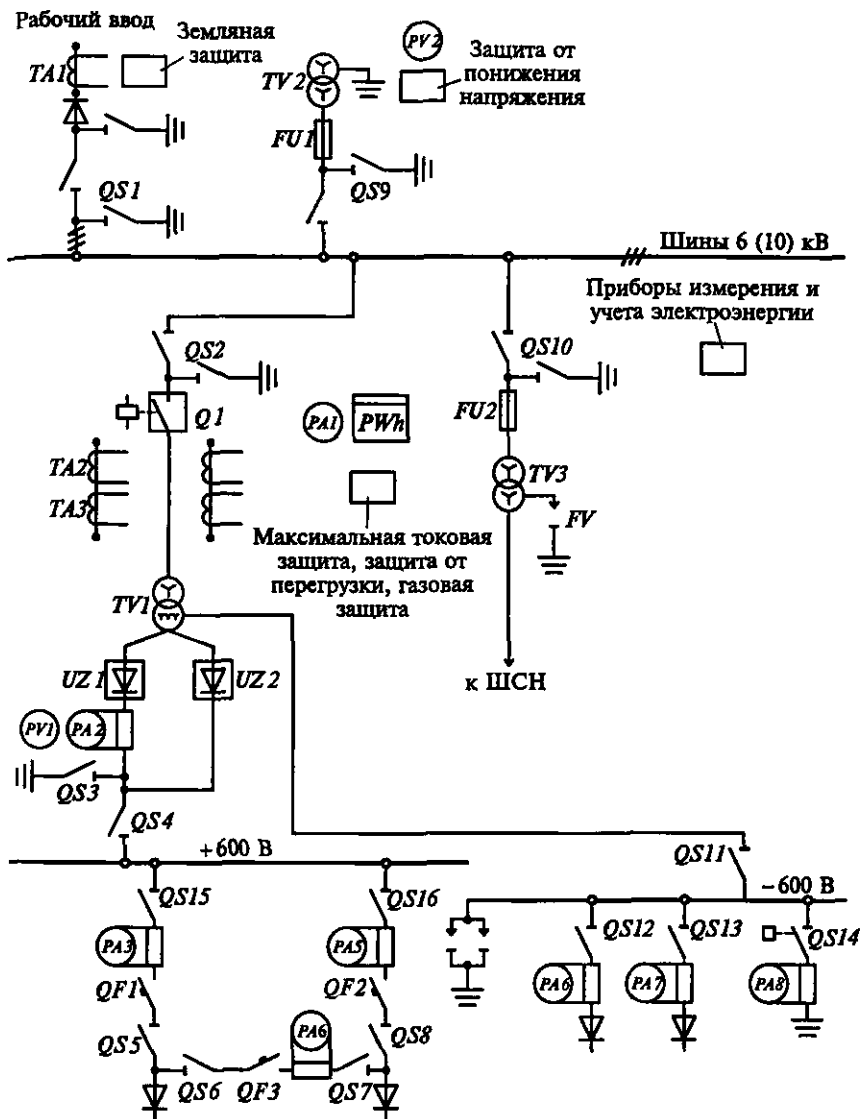 Рабочий ввод
Земляная
защита
TA1
PV2
Защита от
понижения
напряжения
TV2
FU1
QS1
QS9
Шины 6 (10) кВ
Приборы измерения и
учета электроэнергии
QS2
QS10
Q1
PA1
PWh
FU2
TA2
TA3
TV3
FV
Максимальная токовая
защита, защита от
перегрузки, газовая
защита
TV1
UZ1
UZ2
к ШСН
PV1
PA2
QS3
QS4
+600 В
QS11
-600 В
QS15
QS16
QS12
QS13
QS14
PA3
PA5
PA6
PA7
PA8
QF1
QF2
QS5
PA6
QS8
QS6
QF3
QS7